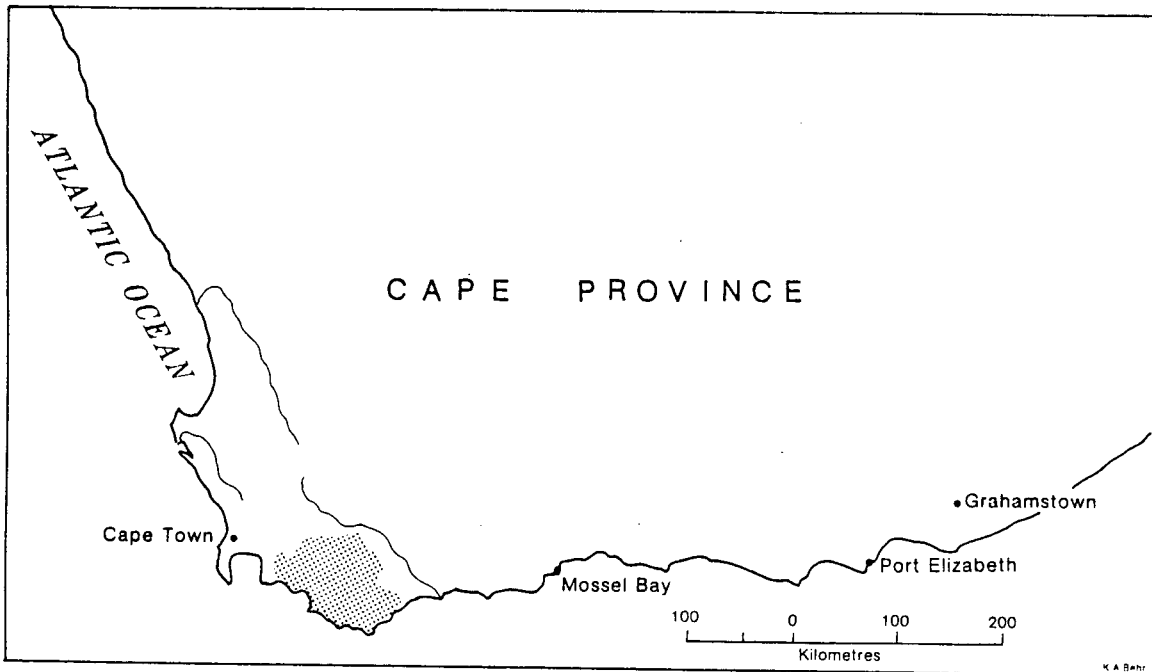 ATLANTIC OCEAN
CAPE PROVINCE
Grahamstown
Cape Town
Port Elizabeth
Mossel Bay
100 0 100 200
Kilometres
K A Behr